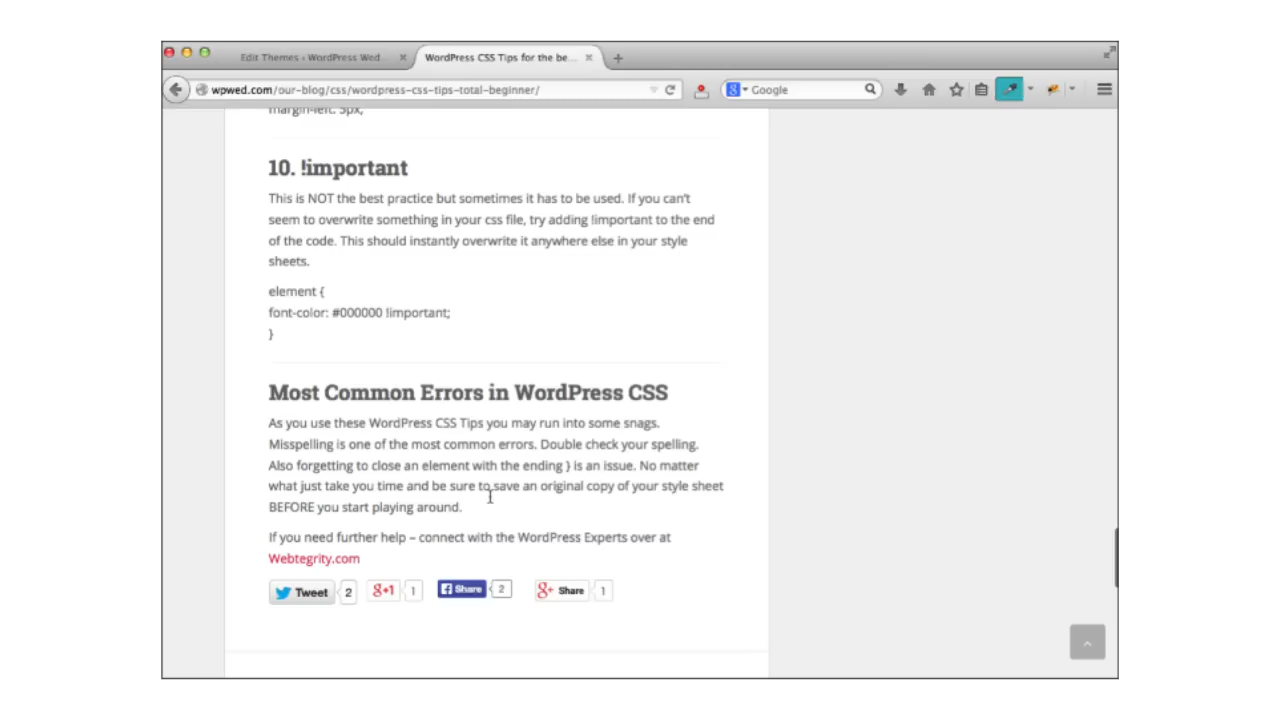 Edit Themes ‹ WordPress Wed...
WordPress CSS Tips for the be...
wpwed.com/our-blog/css/wordpress-css-tips-total-beginner/
Google
margin-left: 5px;
10. !important
This is NOT the best practice but sometimes it has to be used. If you can't
seem to overwrite something in your css file, try adding !important to the end
of the code. This should instantly overwrite it anywhere else in your style
sheets.
element {
font-color: #000000 !important;
}
Most Common Errors in WordPress CSS
As you use these WordPress CSS Tips you may run into some snags.
Misspelling is one of the most common errors. Double check your spelling.
Also forgetting to close an element with the ending } is an issue. No matter
what just take you time and be sure to save an original copy of your style sheet
BEFORE you start playing around.
If you need further help – connect with the WordPress Experts over at
Webtegrity.com
Tweet 2 g+1 1 f Share 2 g+ Share 1